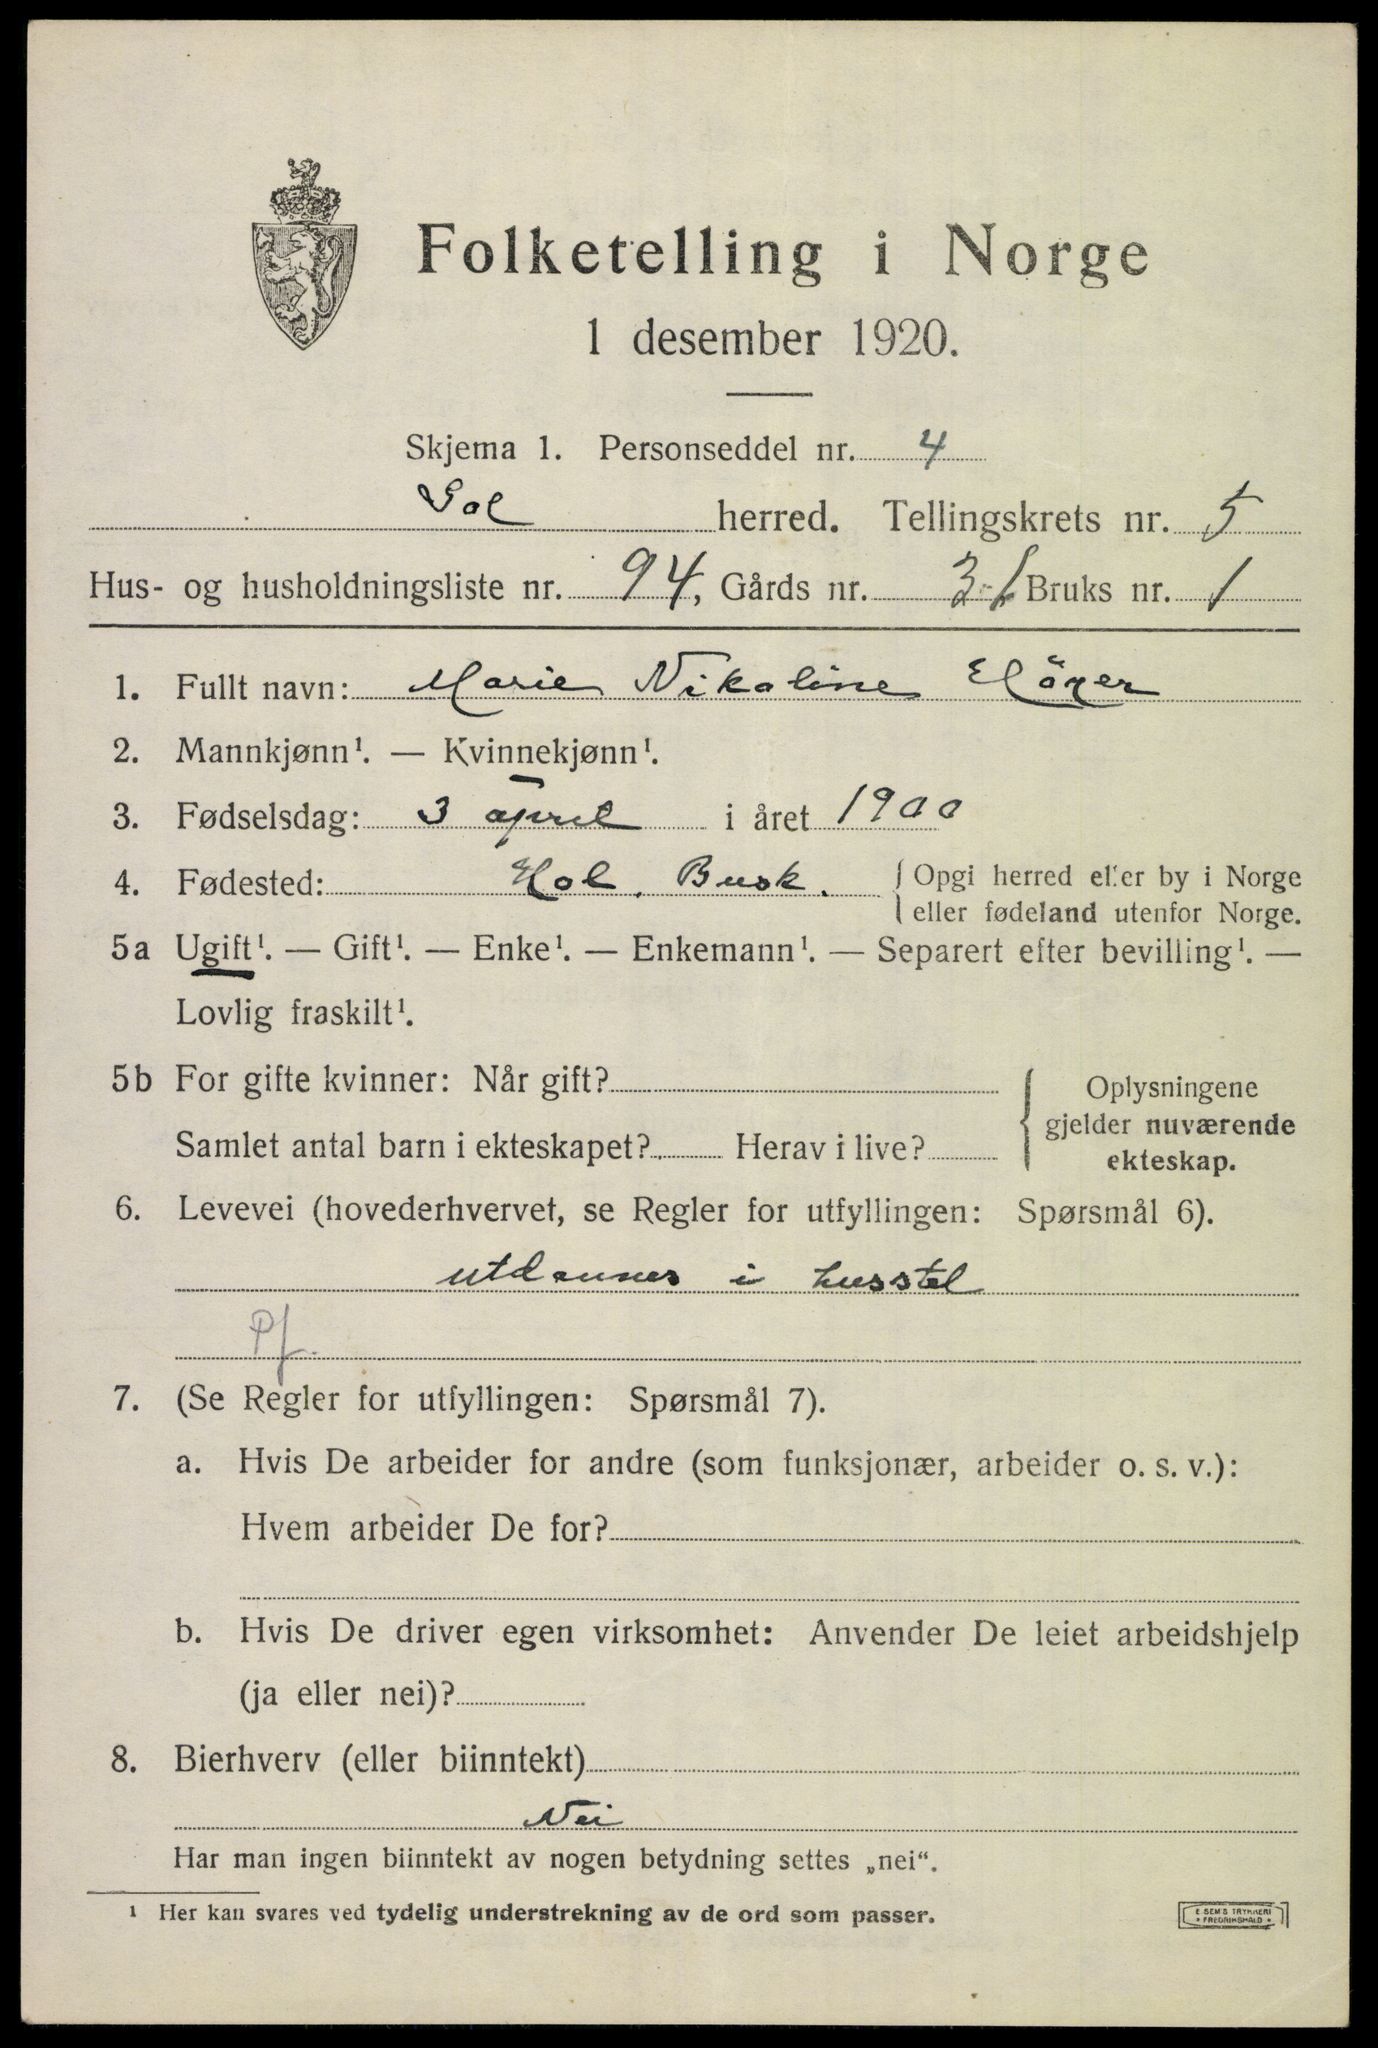 Folketelling i Norge
1 desember 1920.
Skjema 1. Personseddel nr. 4
Gol herred. Tellingskrets nr. 5
Hus- og husholdningsliste nr. 94, Gårds nr. 31 Bruks nr. 1
1. Fullt navn: Marie Nikoline
2. Mannkjønn¹. — Kvinnekjønn¹.
3. Fødselsdag: 3 april i året 1900
4. Fødested: Hol. Busk. { Opgi herred eller by i Norge
eller fødeland utenfor Norge.
5a Ugift¹. — Gift¹. — Enke¹. — Enkemann¹. — Separert efter bevilling¹. —
Lovlig fraskilt¹.
5b For gifte kvinner: Når gift?
Samlet antal barn i ekteskapet? Herav i live?
Oplysningene
gjelder nuværende
ekteskap.
6. Levevei (hovederhvervet, se Regler for utfyllingen: Spørsmål 6).
utdannes i husstel
Pf.
7. (Se Regler for utfyllingen: Spørsmål 7).
a. Hvis De arbeider for andre (som funksjonær, arbeider o. s. v.):
Hvem arbeider De for?
b. Hvis De driver egen virksomhet: Anvender De leiet arbeidshjelp
(ja eller nei)?
8. Bierhverv (eller biinntekt)
Nei
Har man ingen biinntekt av nogen betydning settes „nei“.
¹ Her kan svares ved tydelig understrekning av de ord som passer.
E. SEM'S TRYKKERI
* FREDRIKSHALD *